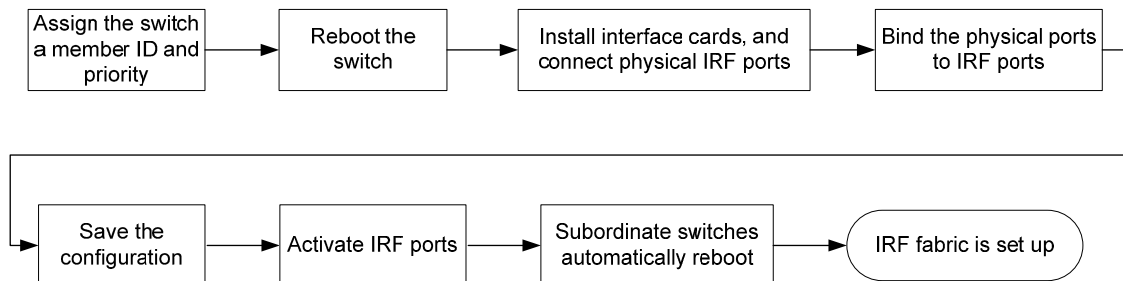 Assign the switch
a member ID and
priority
Reboot the
switch
Install interface cards, and
connect physical IRF ports
Bind the physical ports
to IRF ports
Save the
configuration
Activate IRF ports
Subordinate switches
automatically reboot
IRF fabric is set up